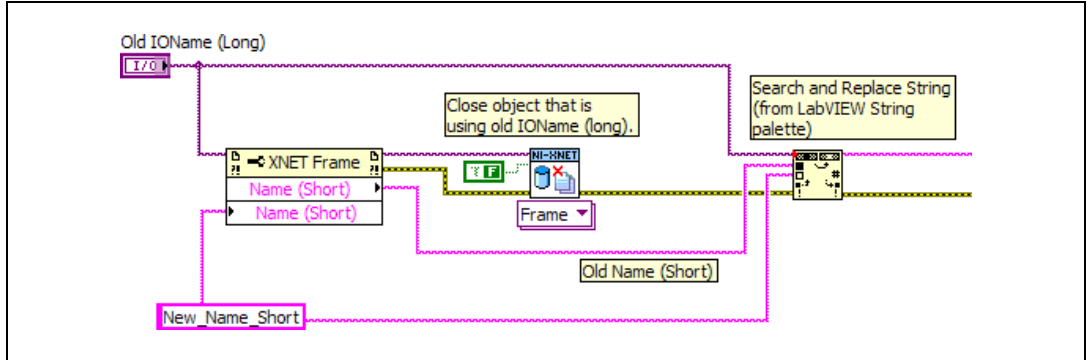 Old IOName (Long)
I/O
Search and Replace String
(from LabVIEW String
palette)
Close object that is
using old IOName (long).
XNET Frame
Name (Short)
Name (Short)
NI-XNET
? F
Frame
Old Name (Short)
New_Name_Short